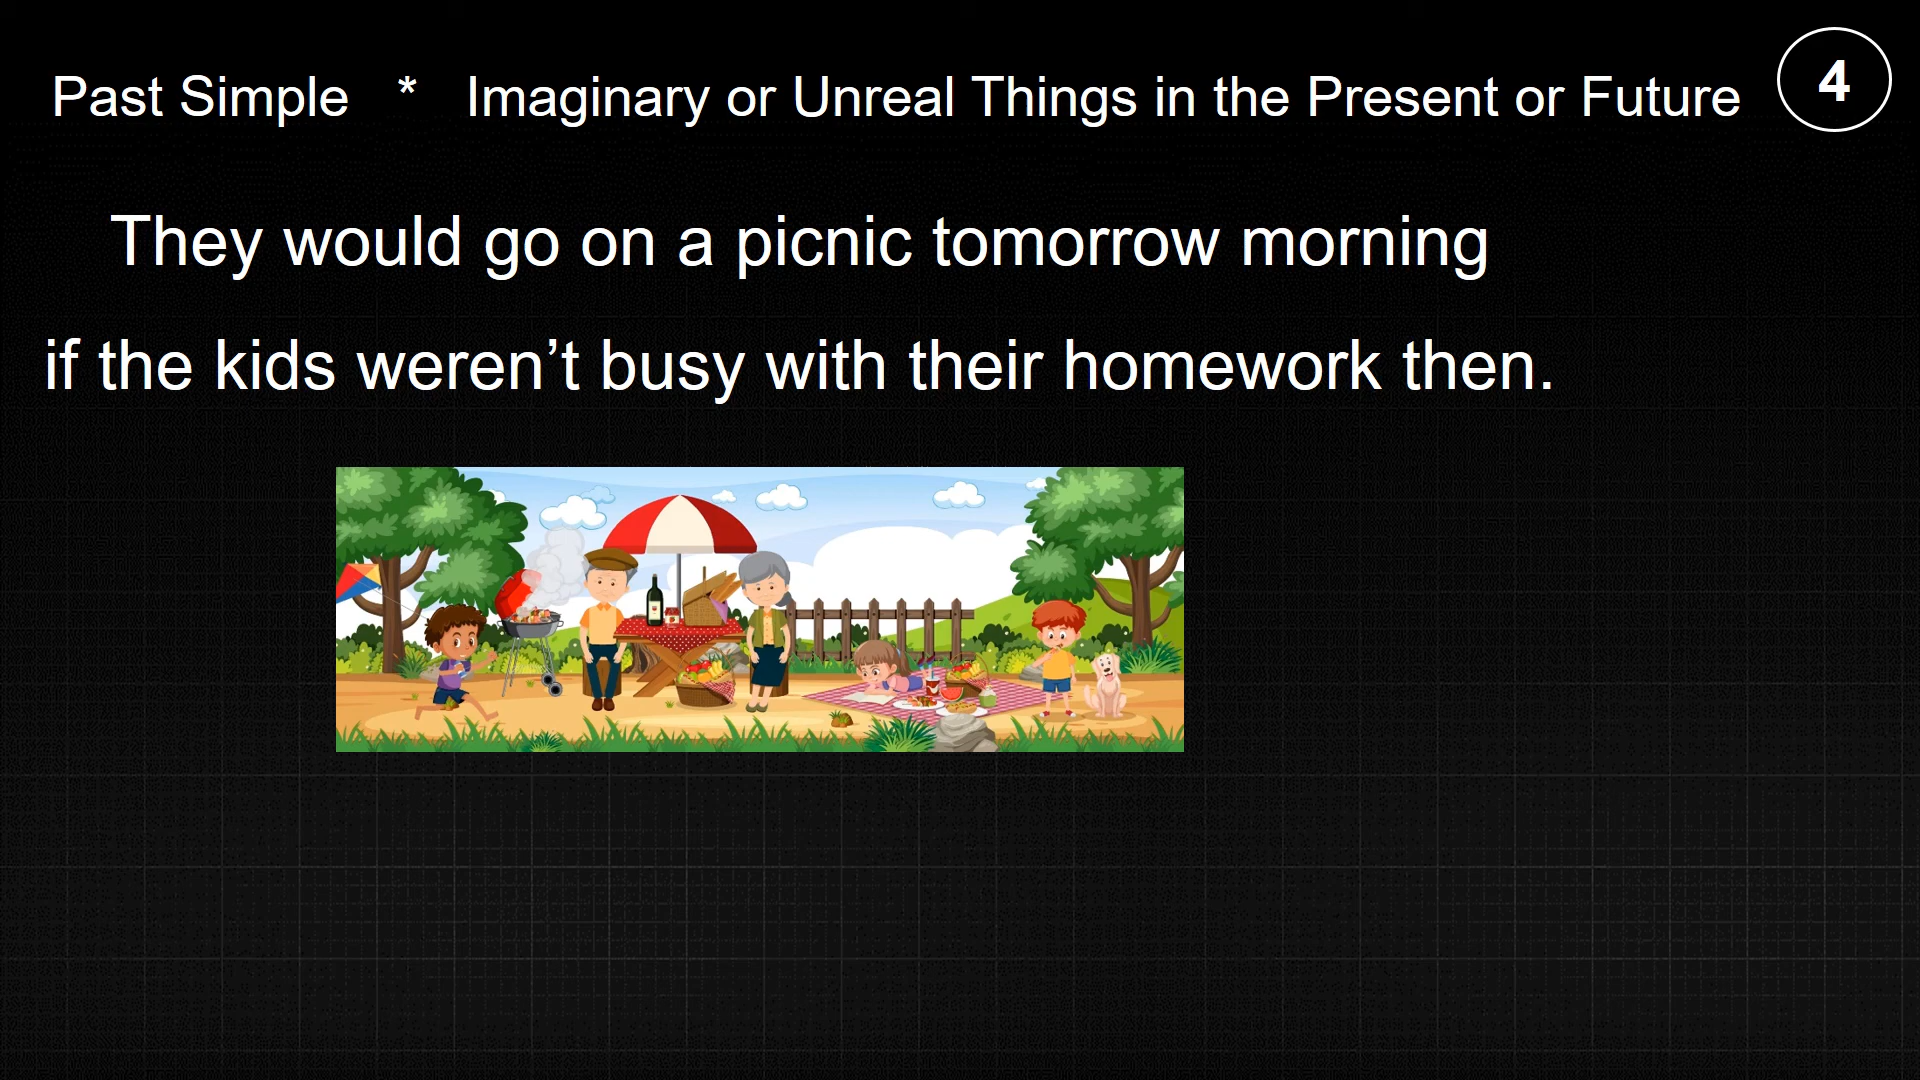 Past Simple * Imaginary or Unreal Things in the Present or Future 4
They would go on a picnic tomorrow morning
if the kids weren’t busy with their homework then.